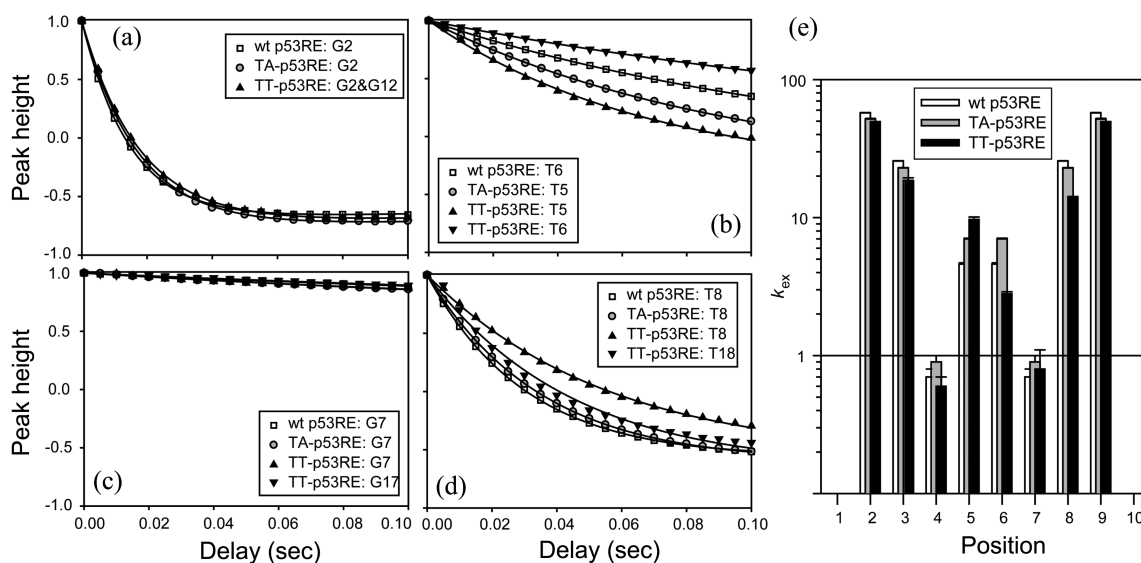 (a)
wt p53RE: G2
TA-p53RE: G2
TT-p53RE: G2&G12
Peak height
1.0
0.5
0.0
-0.5
-1.0
(b)
wt p53RE: T6
TA-p53RE: T5
TT-p53RE: T5
TT-p53RE: T6
(c)
wt p53RE: G7
TA-p53RE: G7
TT-p53RE: G7
TT-p53RE: G17
Peak height
1.0
0.5
0.0
-0.5
-1.0
0.00 0.02 0.04 0.06 0.08 0.10
Delay (sec)
(d)
wt p53RE: T8
TA-p53RE: T8
TT-p53RE: T8
TT-p53RE: T18
0.00 0.02 0.04 0.06 0.08 0.10
Delay (sec)
(e)
wt p53RE
TA-p53RE
TT-p53RE
kex
100
10
1
1 2 3 4 5 6 7 8 9 10
Position